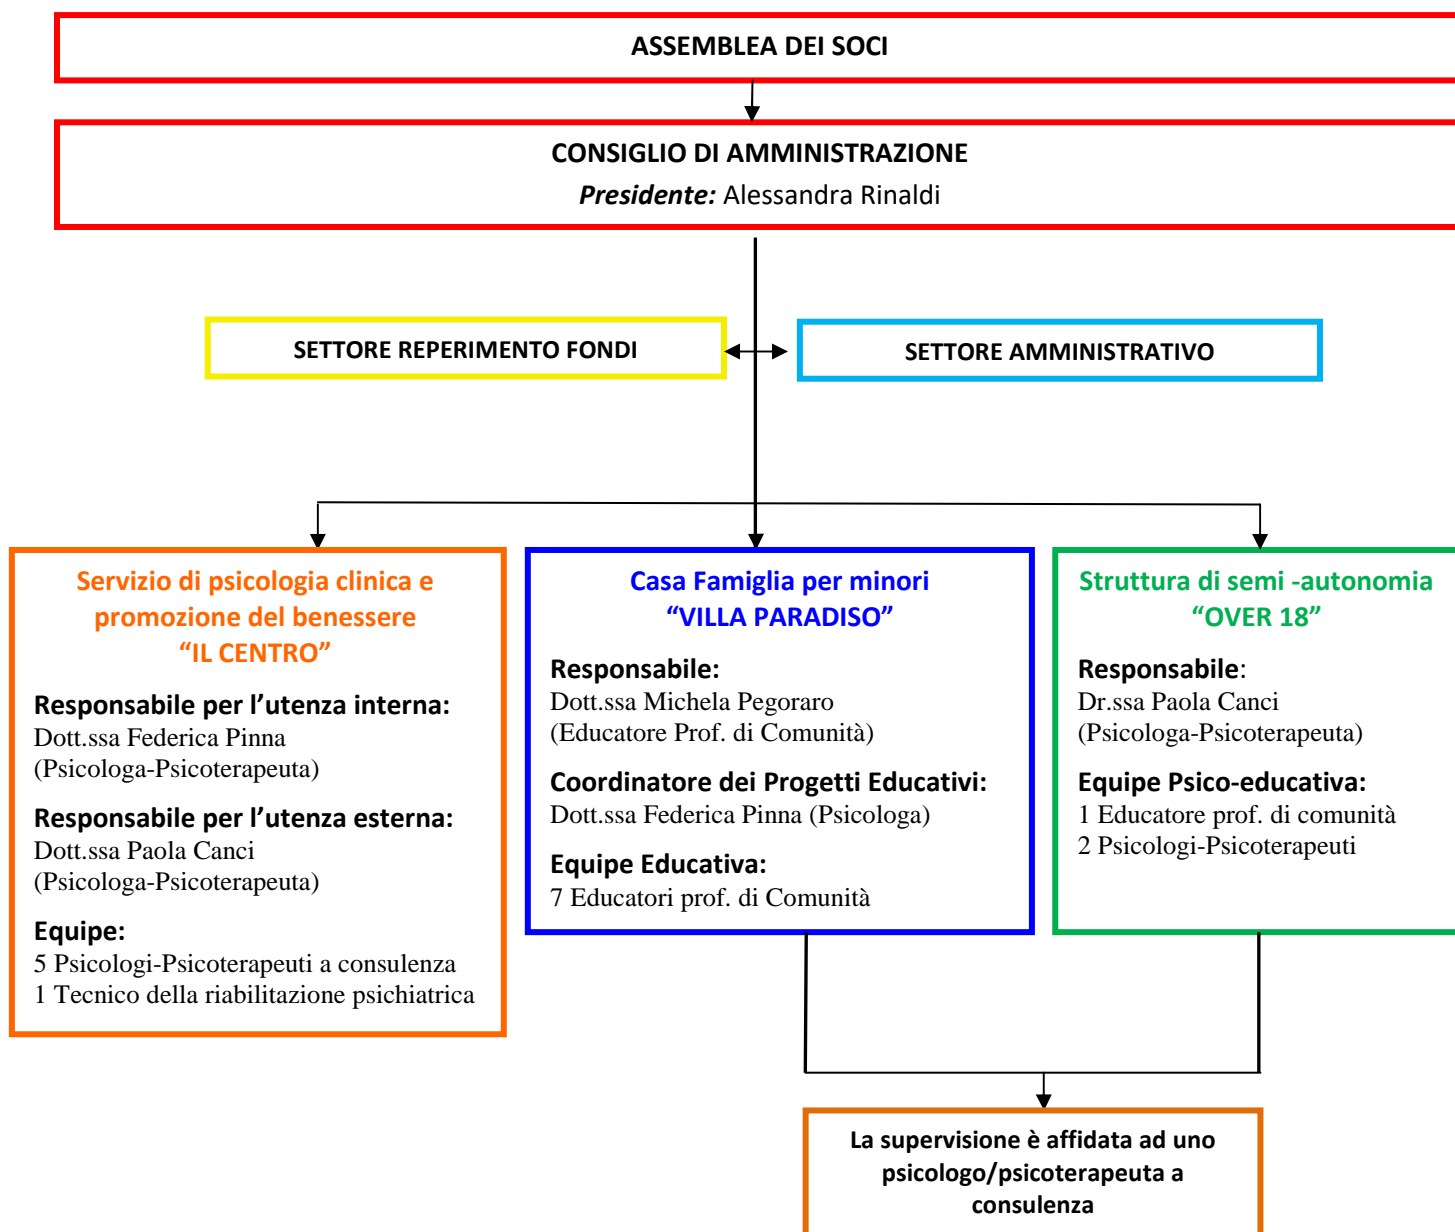 ASSEMBLEA DEI SOCI
CONSIGLIO DI AMMINISTRAZIONE
Presidente: Alessandra Rinaldi
SETTORE REPERIMENTO FONDI
SETTORE AMMINISTRATIVO
Servizio di psicologia clinica e
promozione del benessere
“IL CENTRO”
Responsabile per l’utenza interna:
Dott.ssa Federica Pinna
(Psicologa-Psicoterapeuta)
Responsabile per l’utenza esterna:
Dott.ssa Paola Canci
(Psicologa-Psicoterapeuta)
Equipe:
5 Psicologi-Psicoterapeuti a consulenza
1 Tecnico della riabilitazione psichiatrica
Casa Famiglia per minori
“VILLA PARADISO”
Responsabile:
Dott.ssa Michela Pegoraro
(Educatore Prof. di Comunità)
Coordinatore dei Progetti Educativi:
Dott.ssa Federica Pinna (Psicologa)
Equipe Educativa:
7 Educatori prof. di Comunità
Struttura di semi -autonomia
“OVER 18”
Responsabile:
Dr.ssa Paola Canci
(Psicologa-Psicoterapeuta)
Equipe Psico-educativa:
1 Educatore prof. di comunità
2 Psicologi-Psicoterapeuti
La supervisione è affidata ad uno
psicologo/psicoterapeuta a
consulenza